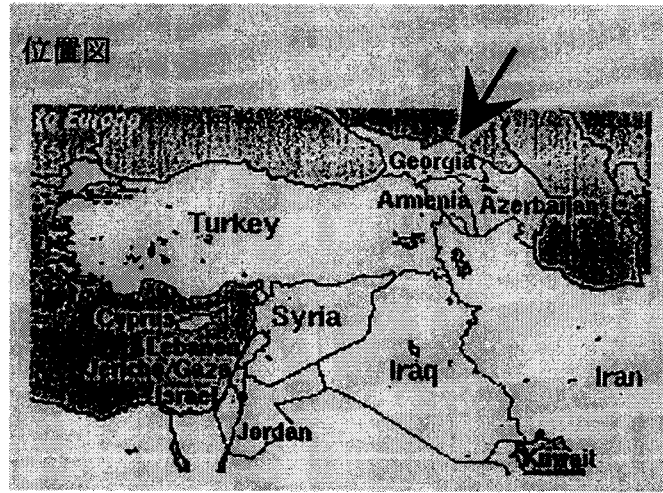 位置図
to Europe
Georgia
Armenia Azerbaijan
Turkey
Cyprus Syria
Lebanon
Jericho/Gaza Iraq Iran
Israel
Jordan
Kuwait